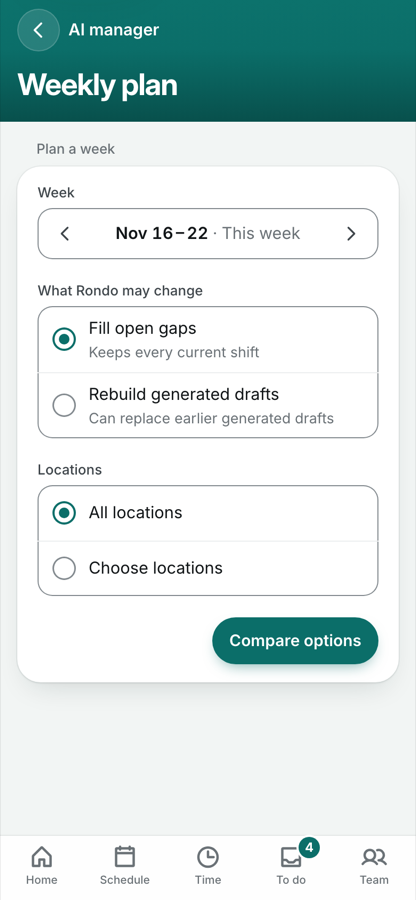 AI manager
Weekly plan
Plan a week
Week
Nov 16–22 · This week
What Rondo may change
Fill open gaps
Keeps every current shift
Rebuild generated drafts
Can replace earlier generated drafts
Locations
All locations
Choose locations
Compare options
4
Home Schedule Time To do Team